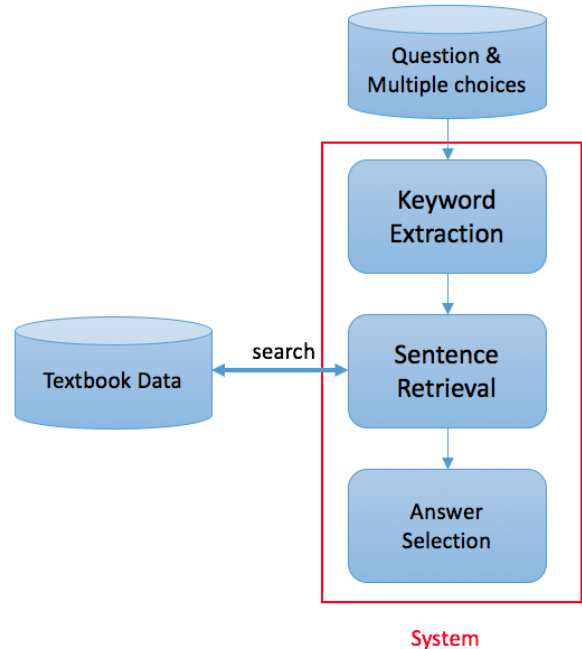 Question &
Multiple choices
Keyword
Extraction
search
Textbook Data
Sentence
Retrieval
Answer
Selection
System